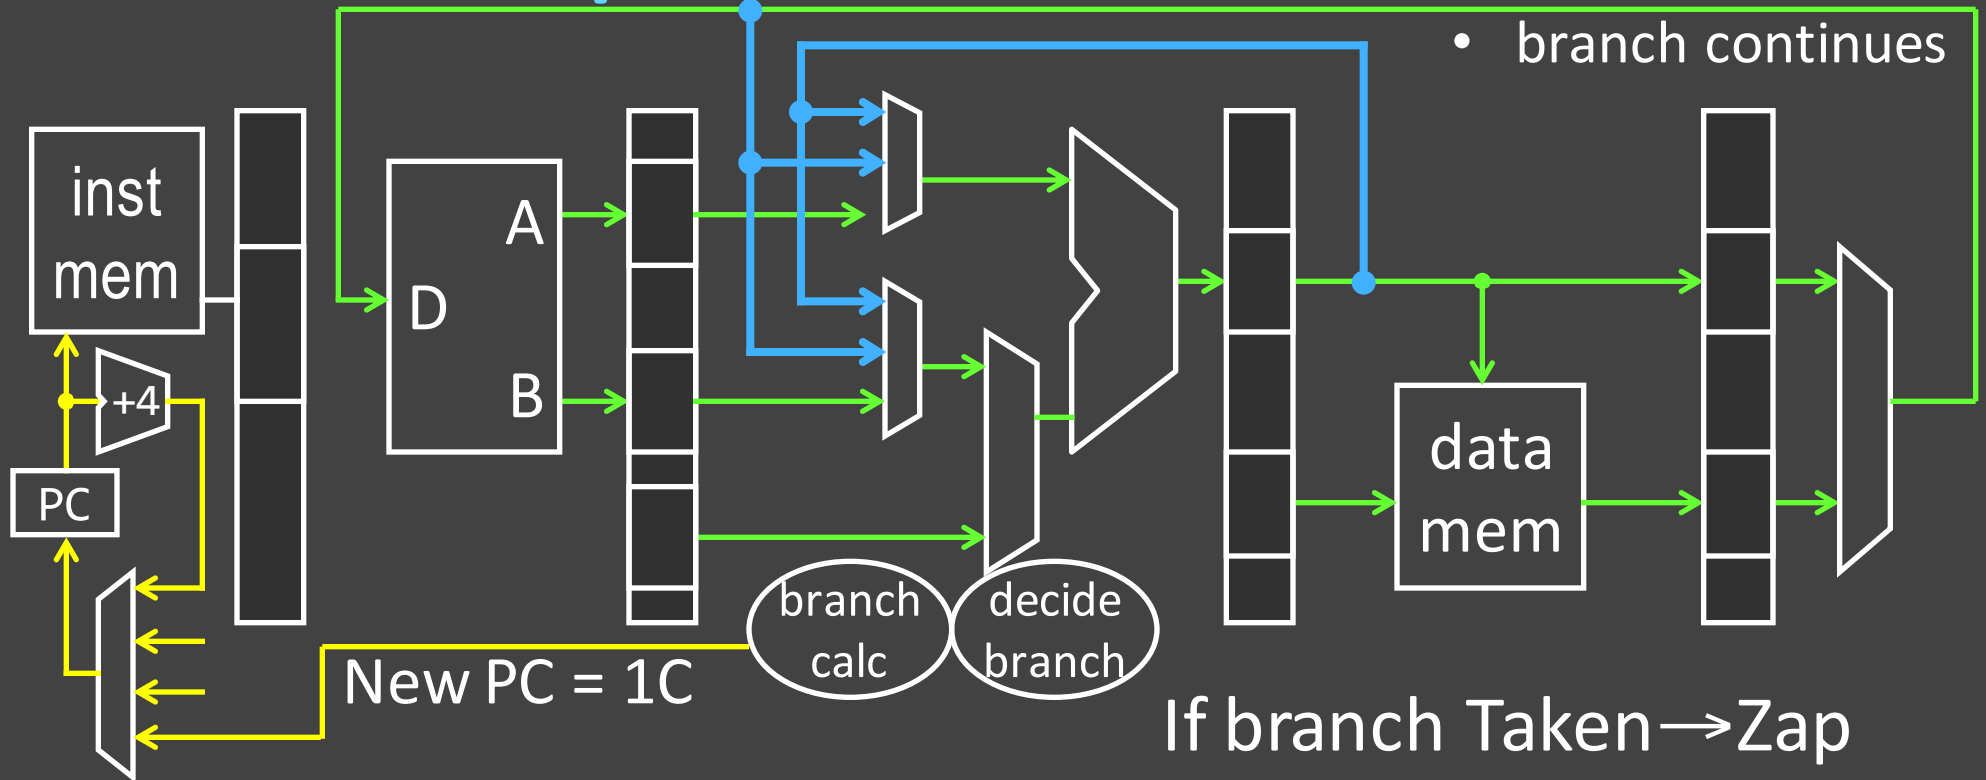 • branch continues
inst
mem
A
D
B
+4
PC
data
mem
branch
calc
decide
branch
New PC = 1C
If branch Taken→Zap